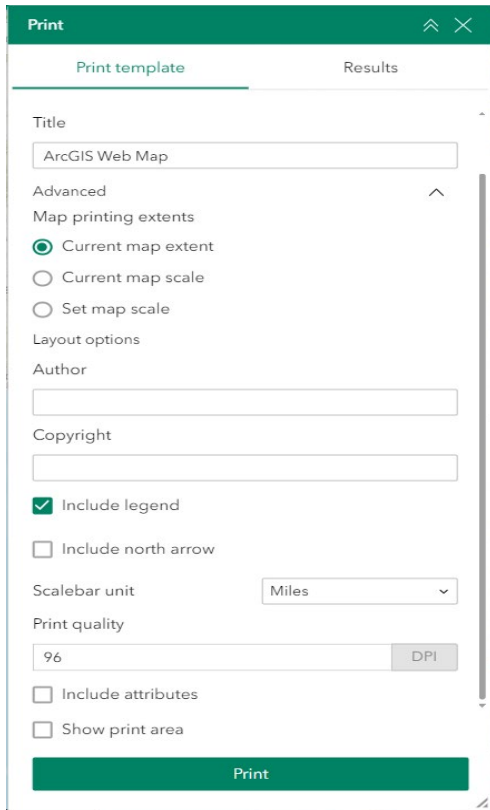 Print
Print template Results
Title
ArcGIS Web Map
Advanced
Map printing extents
Current map extent
Current map scale
Set map scale
Layout options
Author
Copyright
Include legend
Include north arrow
Scalebar unit Miles
Print quality
96 DPI
Include attributes
Show print area
Print